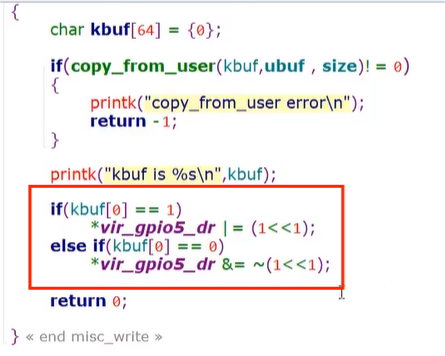 {
char kbuf[64] = {0};
if(copy_from_user(kbuf,ubuf , size)! = 0)
{
printk("copy_from_user error\n");
return -1;
}
printk("kbuf is %s\n",kbuf);
if(kbuf[0] == 1)
*vir_gpio5_dr |= (1<<1);
else if(kbuf[0] == 0)
*vir_gpio5_dr &= ~(1<<1);
return 0;
} « end misc_write »